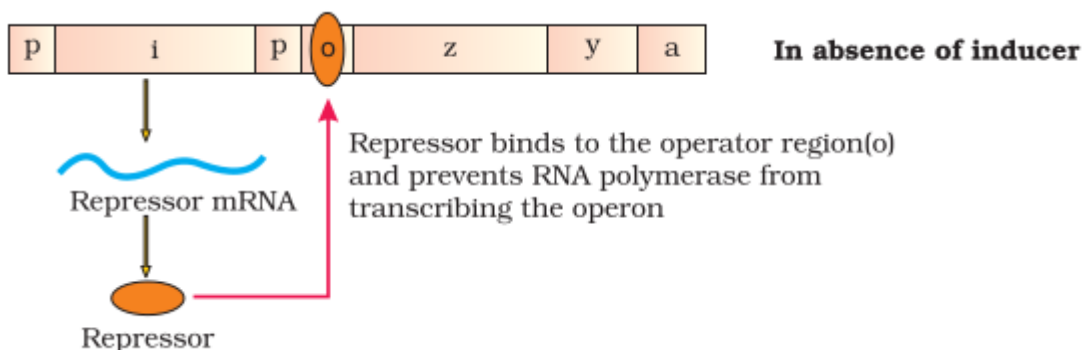 p i p o z y a
In absence of inducer
Repressor binds to the operator region(o)
and prevents RNA polymerase from
transcribing the operon
Repressor mRNA
Repressor